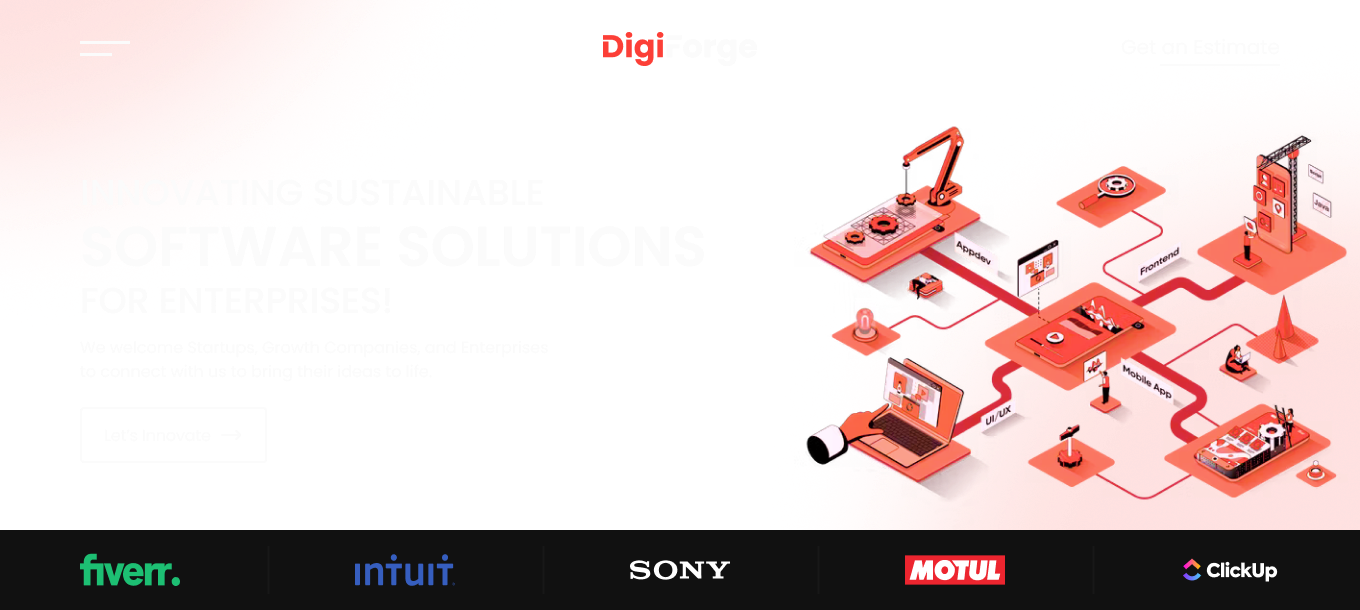 DigiForge
Get an Estimate
INNOVATING SUSTAINABLE
SOFTWARE SOLUTIONS
FOR ENTERPRISES!
We welcome Startups, Growth Companies, and Enterprises
to connect with us to bring their ideas to life.
Let's Innovate
Appdev
Frontend
Java
Mobile App
UI/UX
fiverr.
intuit
SONY
MOTUL
ClickUp